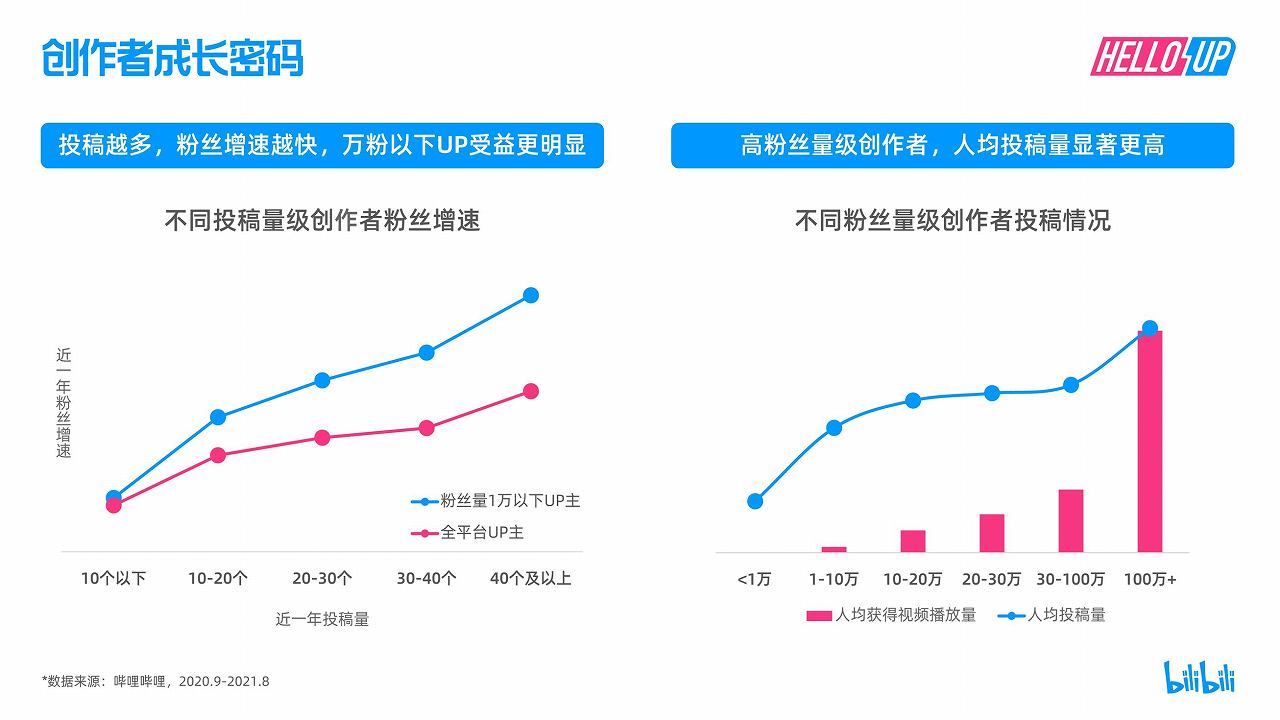 创作者成长密码
HELLO UP
投稿越多，粉丝增速越快，万粉以下UP受益更明显
不同投稿量级创作者粉丝增速
近一年粉丝增速
粉丝量1万以下UP主
全平台UP主
10个以下 10-20个 20-30个 30-40个 40个及以上
近一年投稿量
高粉丝量级创作者，人均投稿量显著更高
不同粉丝量级创作者投稿情况
<1万 1-10万 10-20万 20-30万 30-100万 100万+
人均获得视频播放量 人均投稿量
*数据来源：哔哩哔哩，2020.9-2021.8
bilibili